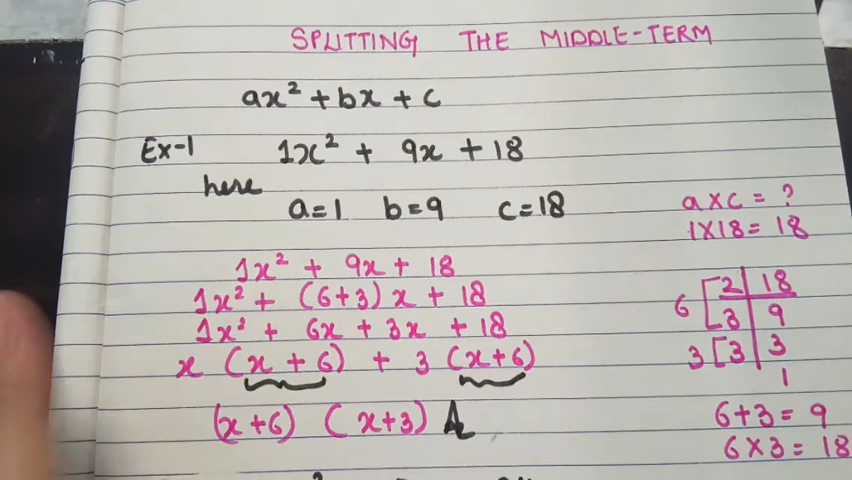 SPLITTING THE MIDDLE-TERM
ax² + bx + c
Ex-1 1x² + 9x + 18
here
a=1 b=9 c=18
1x² + 9x + 18
1x² + (6+3)x + 18
1x² + 6x + 3x + 18
x (x + 6) + 3 (x+6)
(x+6) (x+3)
a×c = ?
1×18 = 18
2 | 18
6 3 | 9
3 3 | 3
1
6+3 = 9
6×3 = 18